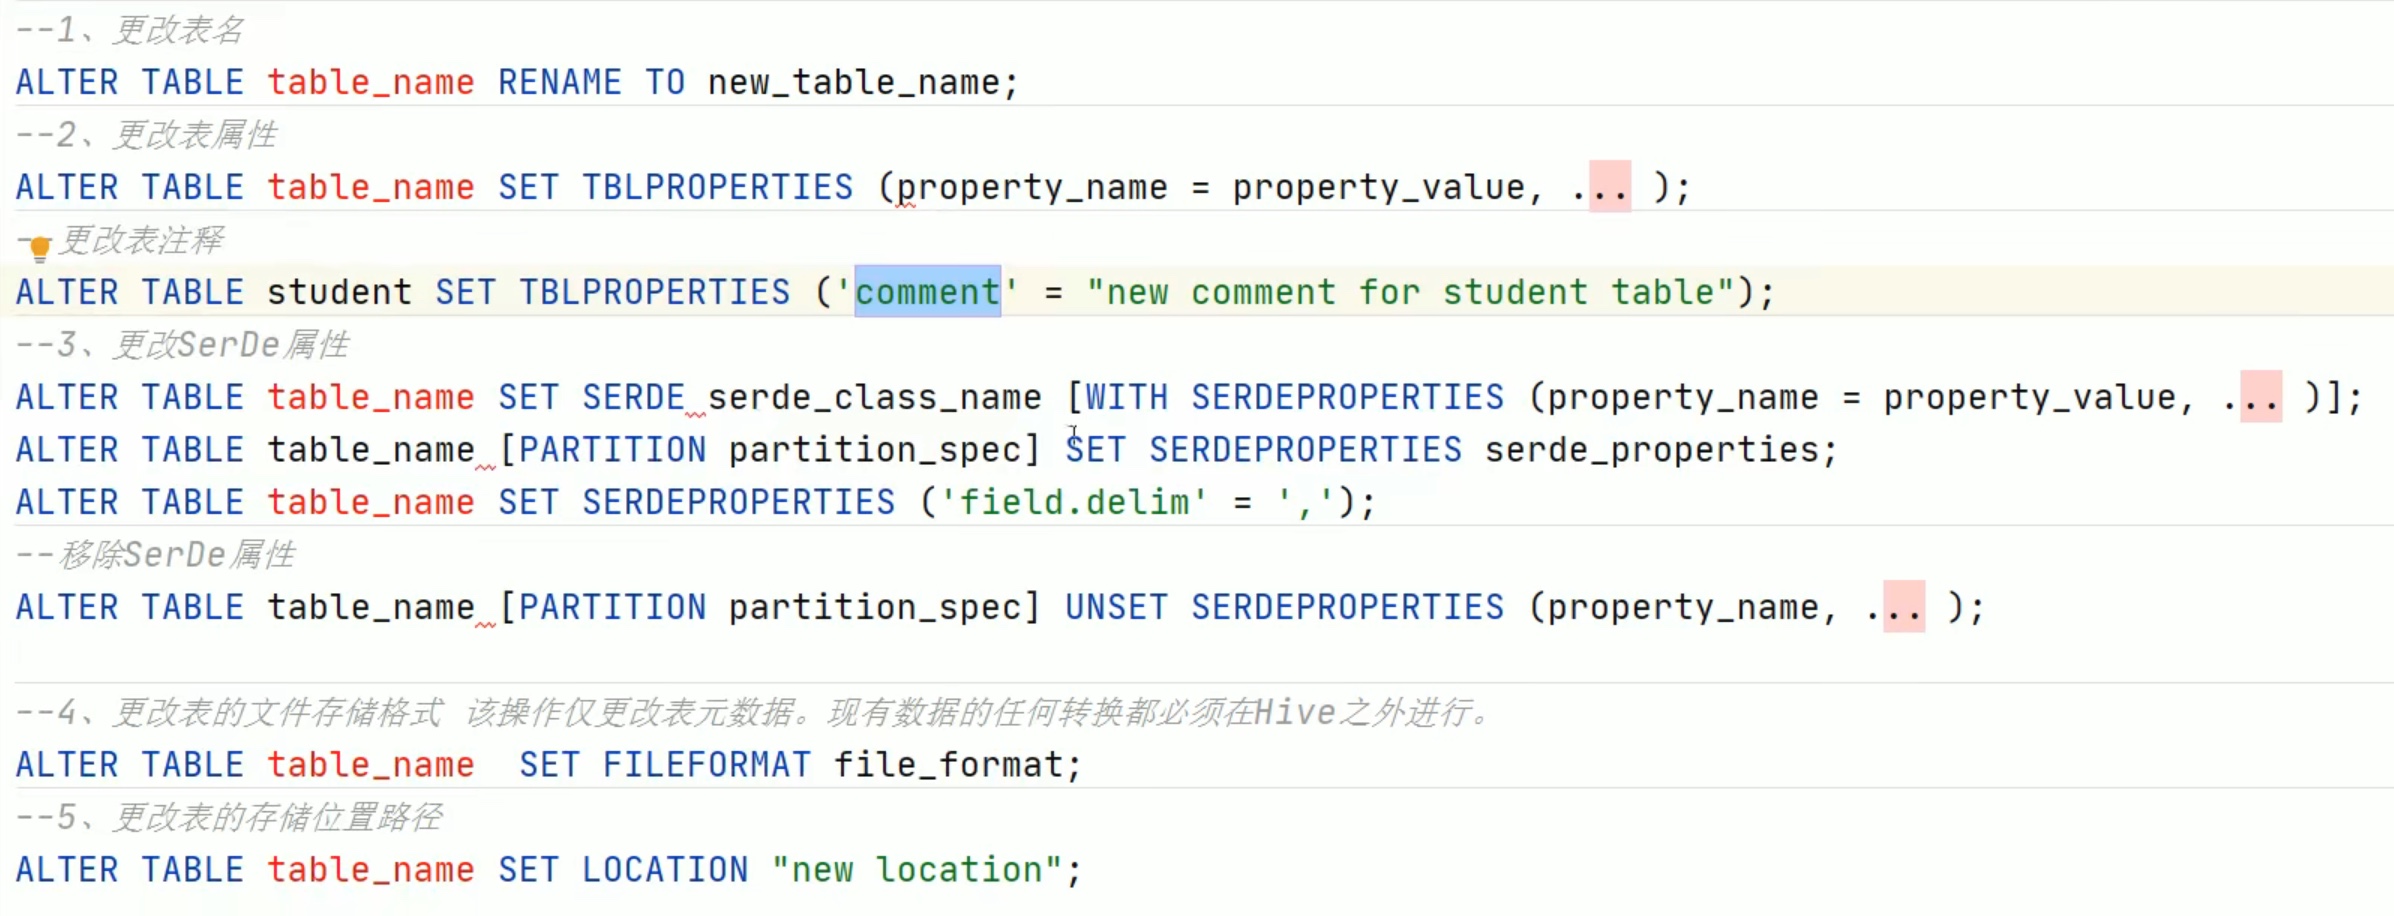 --1、更改表名
ALTER TABLE table_name RENAME TO new_table_name;
--2、更改表属性
ALTER TABLE table_name SET TBLPROPERTIES (property_name = property_value, ... );
--更改表注释
ALTER TABLE student SET TBLPROPERTIES ('comment' = "new comment for student table");
--3、更改SerDe属性
ALTER TABLE table_name SET SERDE serde_class_name [WITH SERDEPROPERTIES (property_name = property_value, ... )];
ALTER TABLE table_name [PARTITION partition_spec] SET SERDEPROPERTIES serde_properties;
ALTER TABLE table_name SET SERDEPROPERTIES ('field.delim' = ',');
--移除SerDe属性
ALTER TABLE table_name [PARTITION partition_spec] UNSET SERDEPROPERTIES (property_name, ... );
--4、更改表的文件存储格式 该操作仅更改表元数据。现有数据的任何转换都必须在Hive之外进行。
ALTER TABLE table_name  SET FILEFORMAT file_format;
--5、更改表的存储位置路径
ALTER TABLE table_name SET LOCATION "new location";